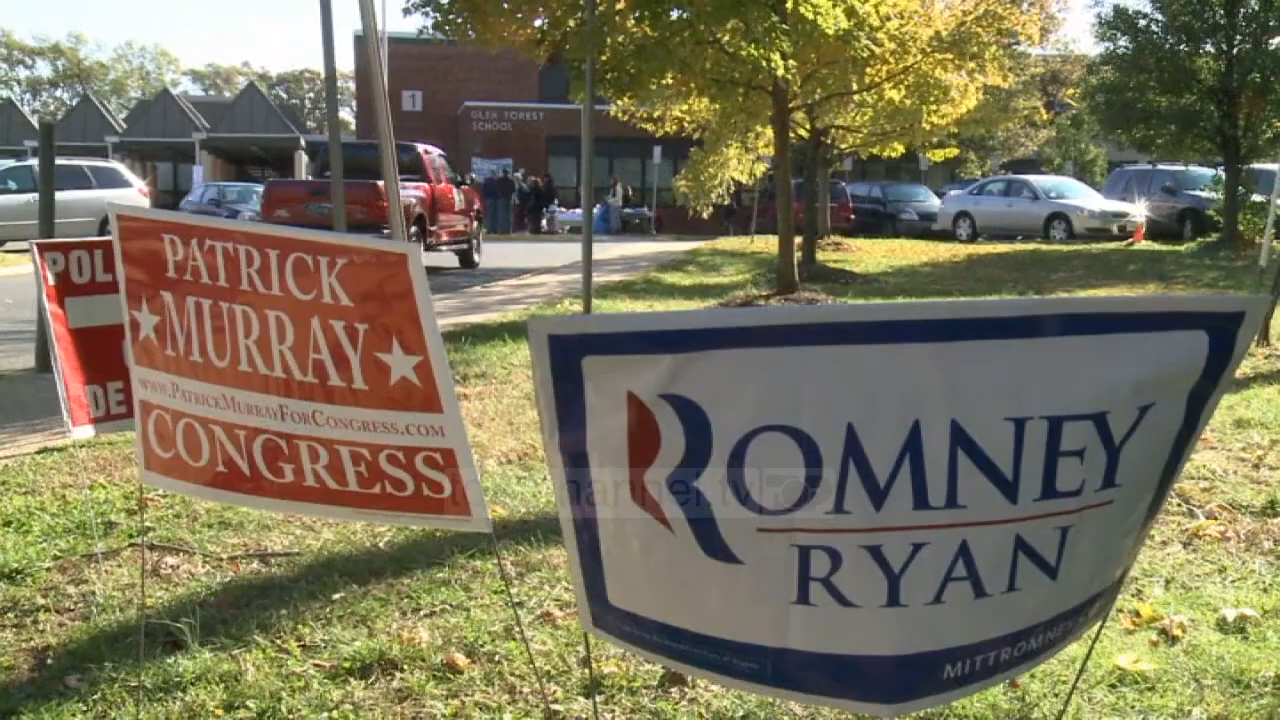 1
GLEN FOREST
SCHOOL
POL
DE
PATRICK
MURRAY
WWW.PATRICKMURRAYFORCONGRESS.COM
CONGRESS
ROMNEY
RYAN
MITTROMNEY